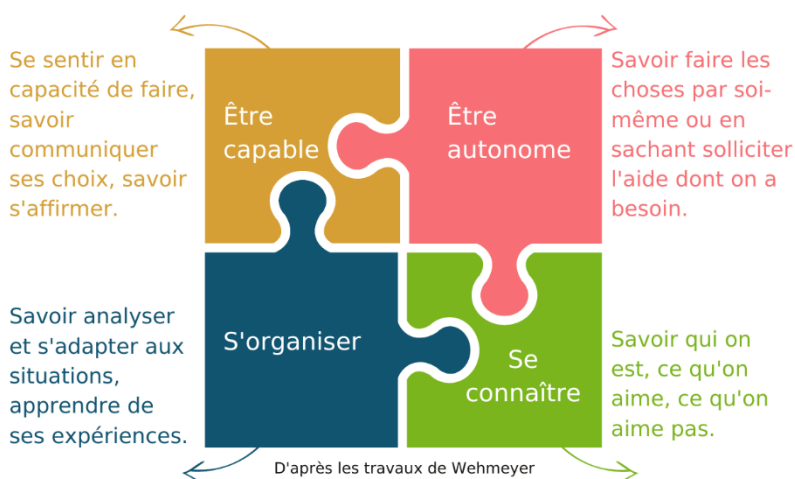 Se sentir en
capacité de faire,
savoir
communiquer
ses choix, savoir
s'affirmer.
Être
capable
Être
autonome
Savoir faire les
choses par soi-
même ou en
sachant solliciter
l'aide dont on a
besoin.
Savoir analyser
et s'adapter aux
situations,
apprendre de
ses expériences.
S'organiser
Se
connaître
Savoir qui on
est, ce qu'on
aime, ce qu'on
aime pas.
D'après les travaux de Wehmeyer